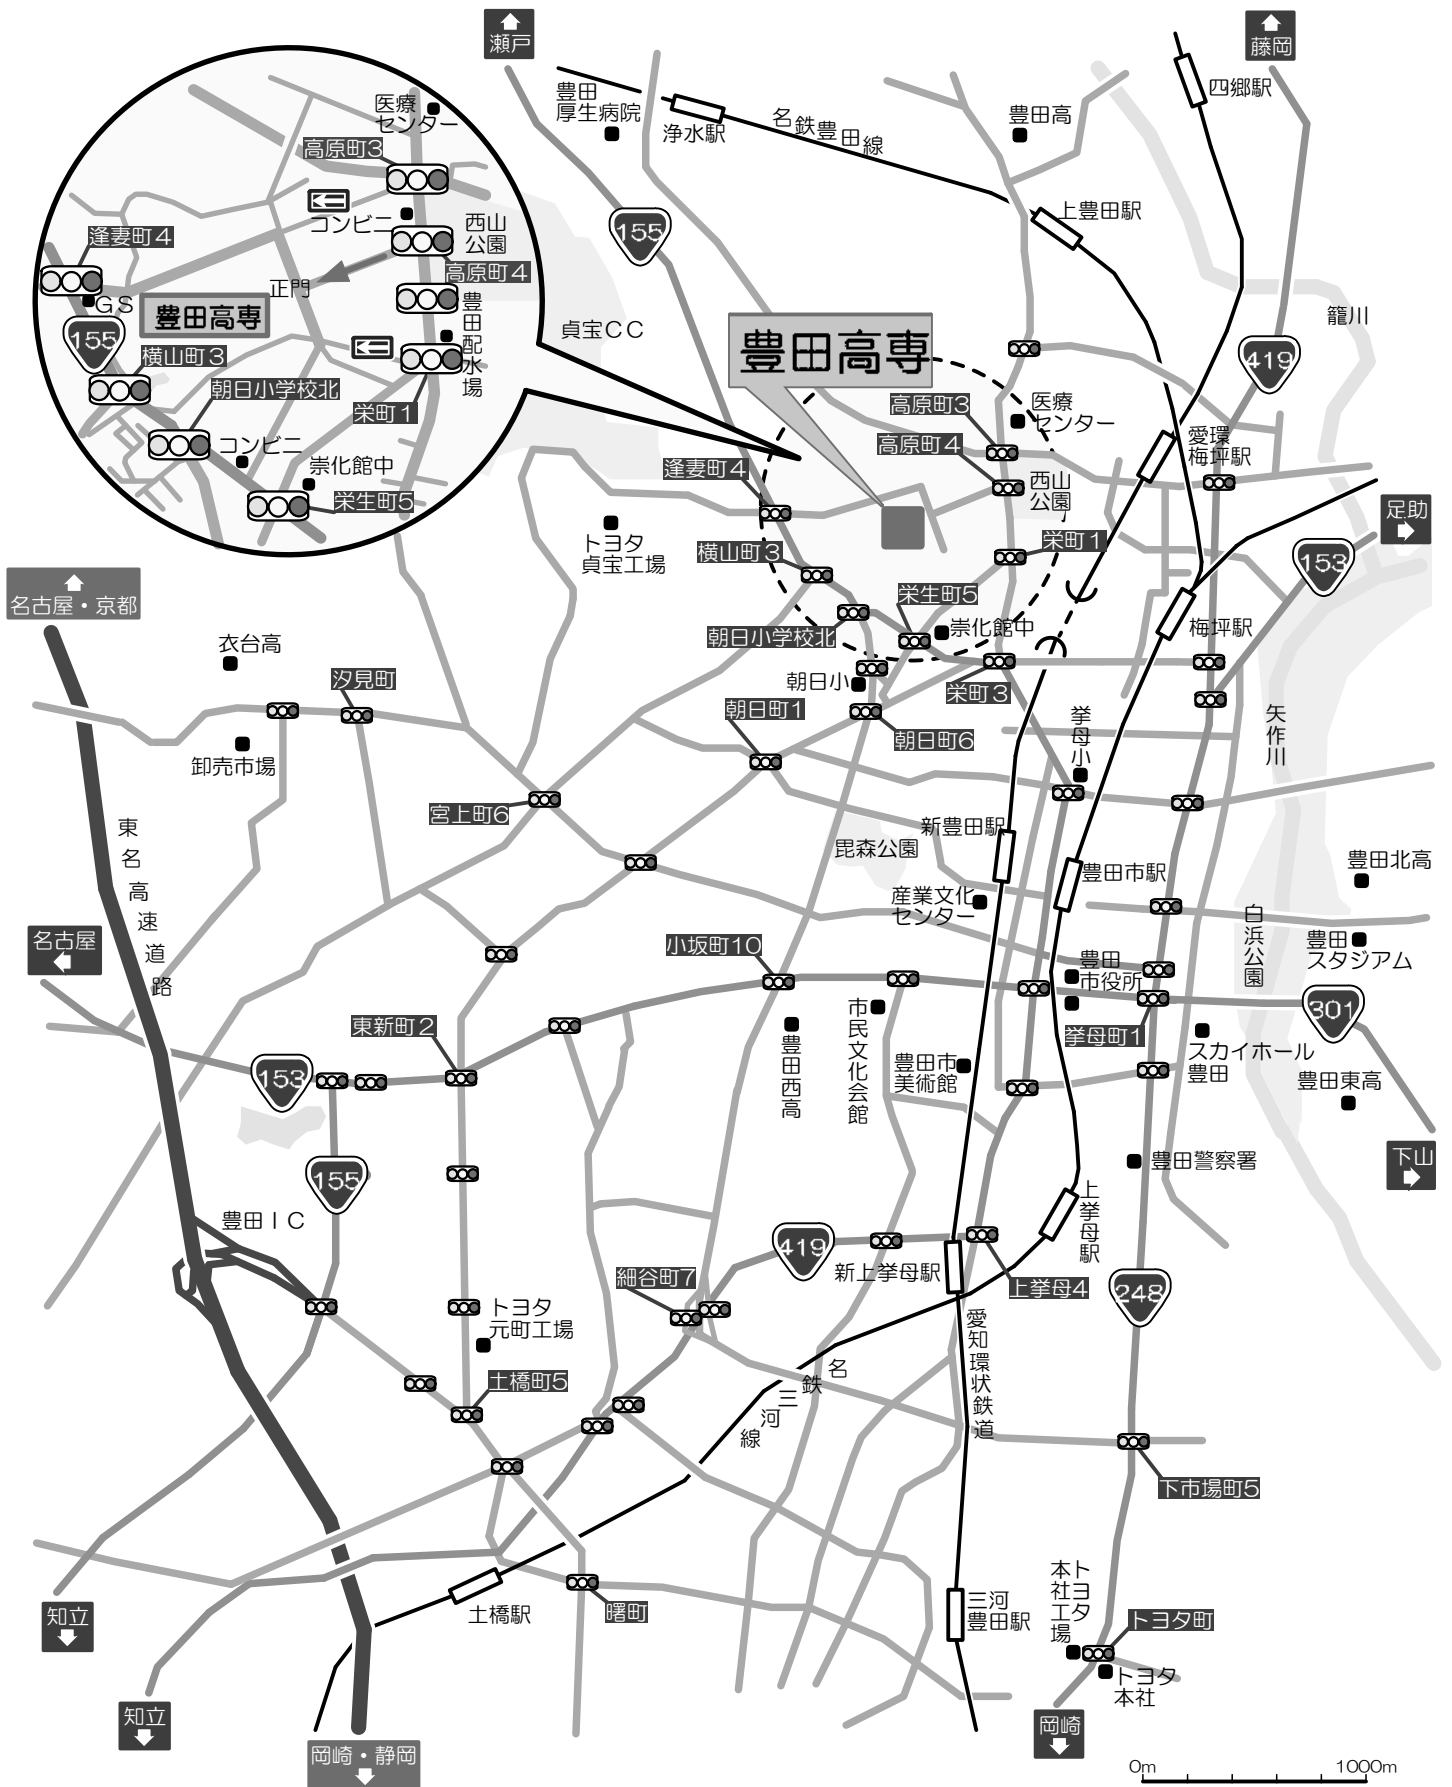 瀬戸
藤岡
四郷駅
豊田
厚生病院
浄水駅
名鉄豊田線
豊田高
上豊田駅
医療
センター
高原町3
コンビニ
西山
公園
逢妻町4
高原町4
正門
GS
豊田高専
155
豊田配水場
横山町3
朝日小学校北
栄町1
コンビニ
崇化館中
栄生町5
155
貞宝CC
籠川
419
豊田高専
高原町3
医療
センター
高原町4
愛環
梅坪駅
逢妻町4
西山
公園
足助
トヨタ
貞宝工場
横山町3
栄町1
153
名古屋・京都
栄生町5
梅坪駅
朝日小学校北
崇化館中
衣台高
汐見町
朝日小
栄町3
朝日町1
挙母小
矢作川
朝日町6
卸売市場
宮上町6
東名高速道路
新豊田駅
毘森公園
豊田市駅
豊田北高
産業文化
センター
名古屋
小坂町10
白浜公園
豊田
スタジアム
豊田
市役所
301
東新町2
市民文化会館
挙母町1
豊田西高
豊田市
美術館
スカイホール
豊田
153
豊田東高
下山
155
豊田警察署
豊田IC
上挙母駅
419
新上挙母駅
細谷町7
上挙母4
248
トヨタ
元町工場
愛知環状鉄道
土橋町5
名鉄三河線
下市場町5
トヨタ
本社工場
知立
土橋駅
曙町
三河
豊田駅
トヨタ町
トヨタ
本社
知立
岡崎
岡崎・静岡
0m
1000m